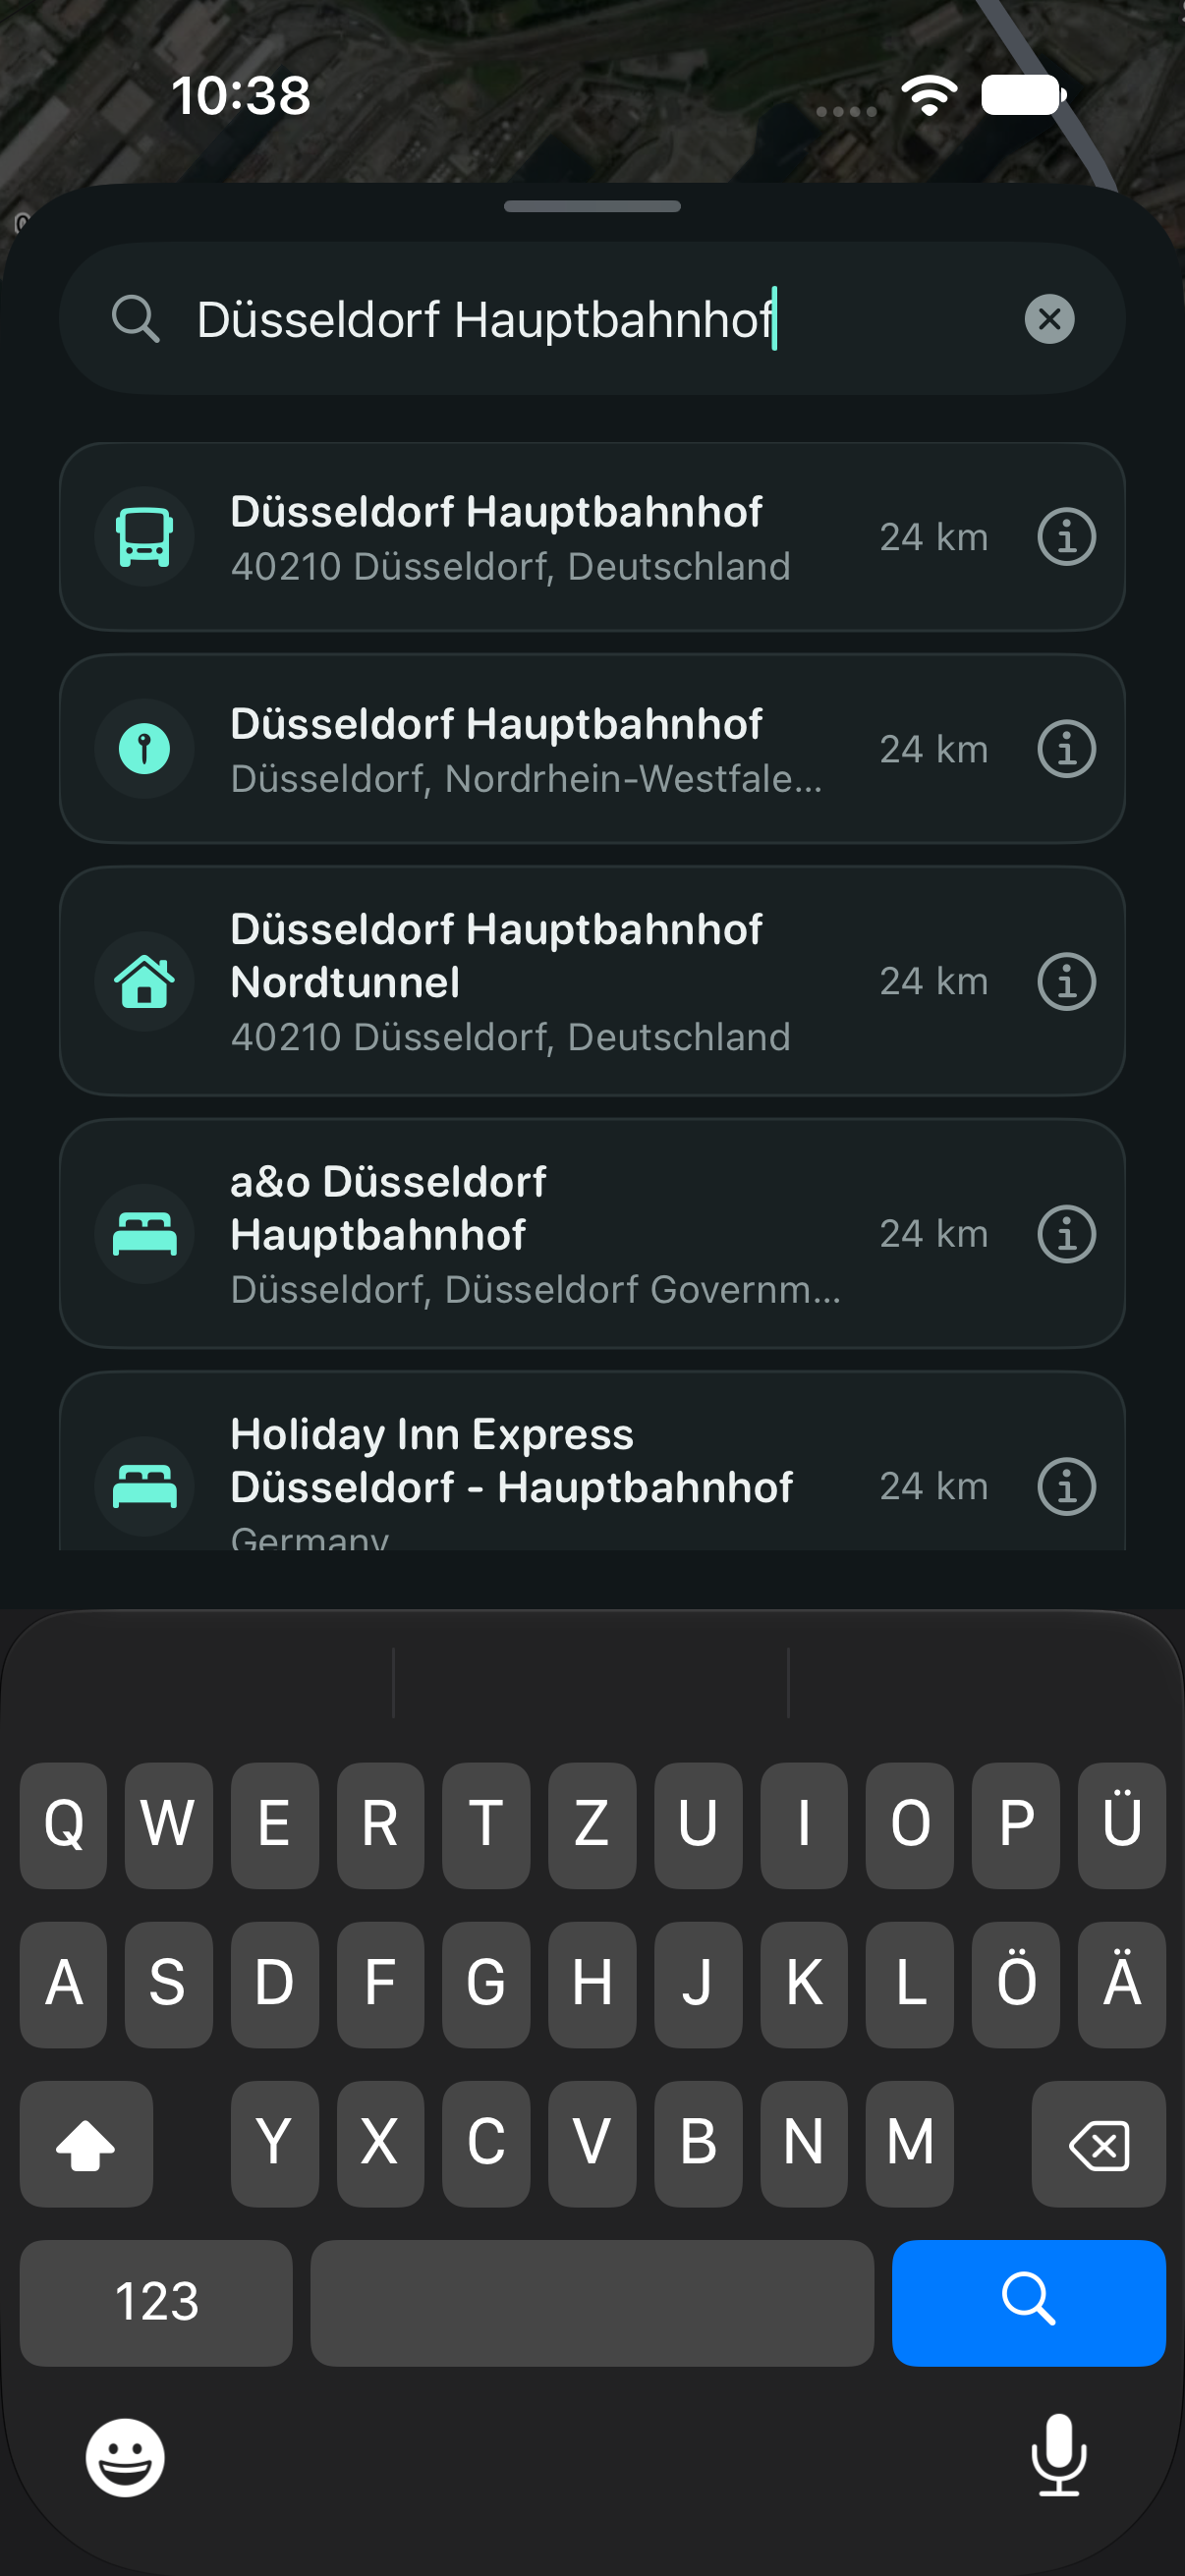 10:38
Düsseldorf Hauptbahnhof
Düsseldorf Hauptbahnhof
40210 Düsseldorf, Deutschland
24 km
Düsseldorf Hauptbahnhof
Düsseldorf, Nordrhein-Westfale...
24 km
Düsseldorf Hauptbahnhof
Nordtunnel
40210 Düsseldorf, Deutschland
24 km
a&o Düsseldorf
Hauptbahnhof
Düsseldorf, Düsseldorf Governm...
24 km
Holiday Inn Express
Düsseldorf - Hauptbahnhof
Germany
24 km
Q W E R T Z U I O P Ü
A S D F G H J K L Ö Ä
Y X C V B N M
123